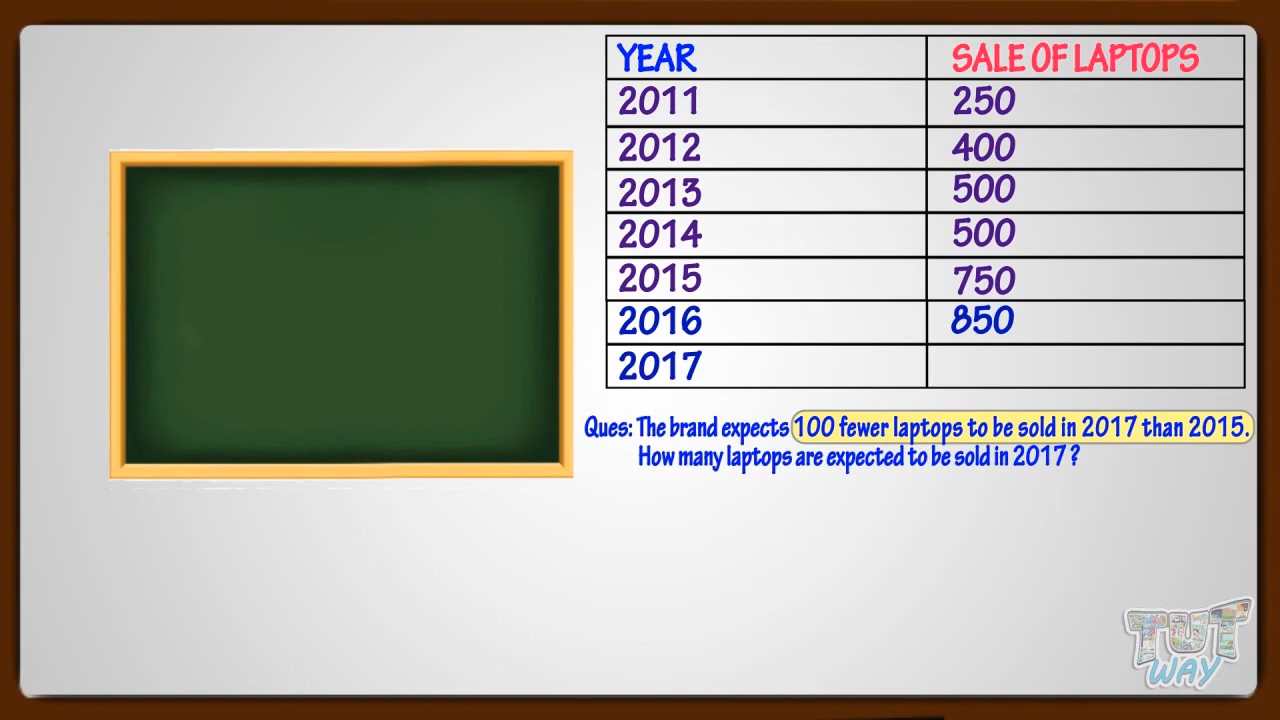 YEAR SALE OF LAPTOPS
2011 250
2012 400
2013 500
2014 500
2015 750
2016 850
2017
Ques: The brand expects 100 fewer laptops to be sold in 2017 than 2015.
How many laptops are expected to be sold in 2017 ?
TUT
WAY